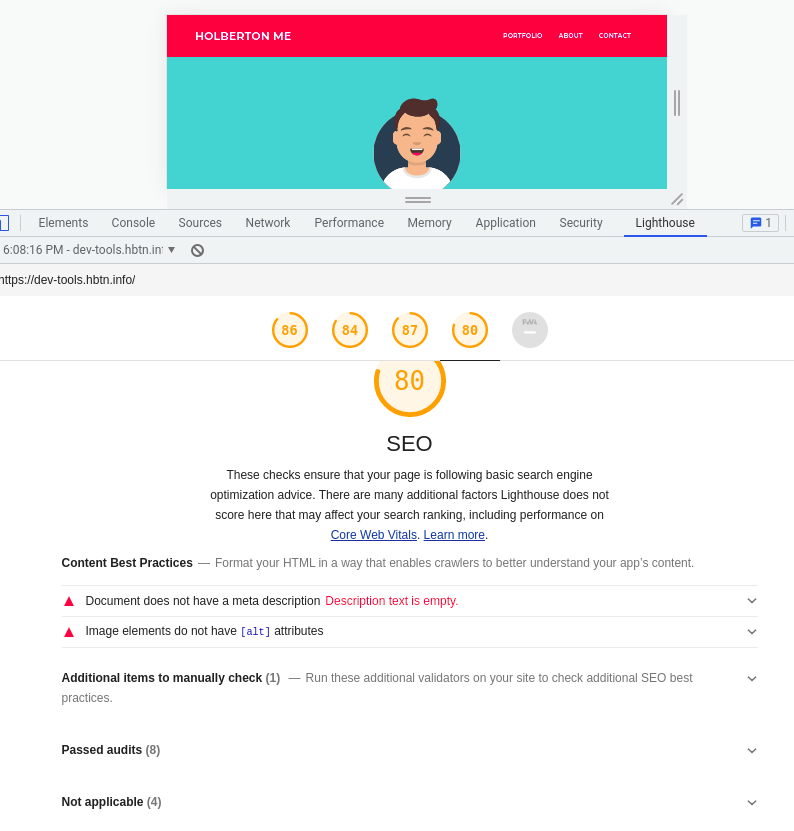 HOLBERTON ME
PORTFOLIO ABOUT CONTACT
Elements Console Sources Network Performance Memory Application Security Lighthouse 1
6:08:16 PM - dev-tools.hbtn.in
https://dev-tools.hbtn.info/
86 84 87 80 PWA
80
SEO
These checks ensure that your page is following basic search engine
optimization advice. There are many additional factors Lighthouse does not
score here that may affect your search ranking, including performance on
Core Web Vitals. Learn more.
Content Best Practices — Format your HTML in a way that enables crawlers to better understand your app’s content.
Document does not have a meta description Description text is empty.
Image elements do not have [alt] attributes
Additional items to manually check (1) — Run these additional validators on your site to check additional SEO best
practices.
Passed audits (8)
Not applicable (4)